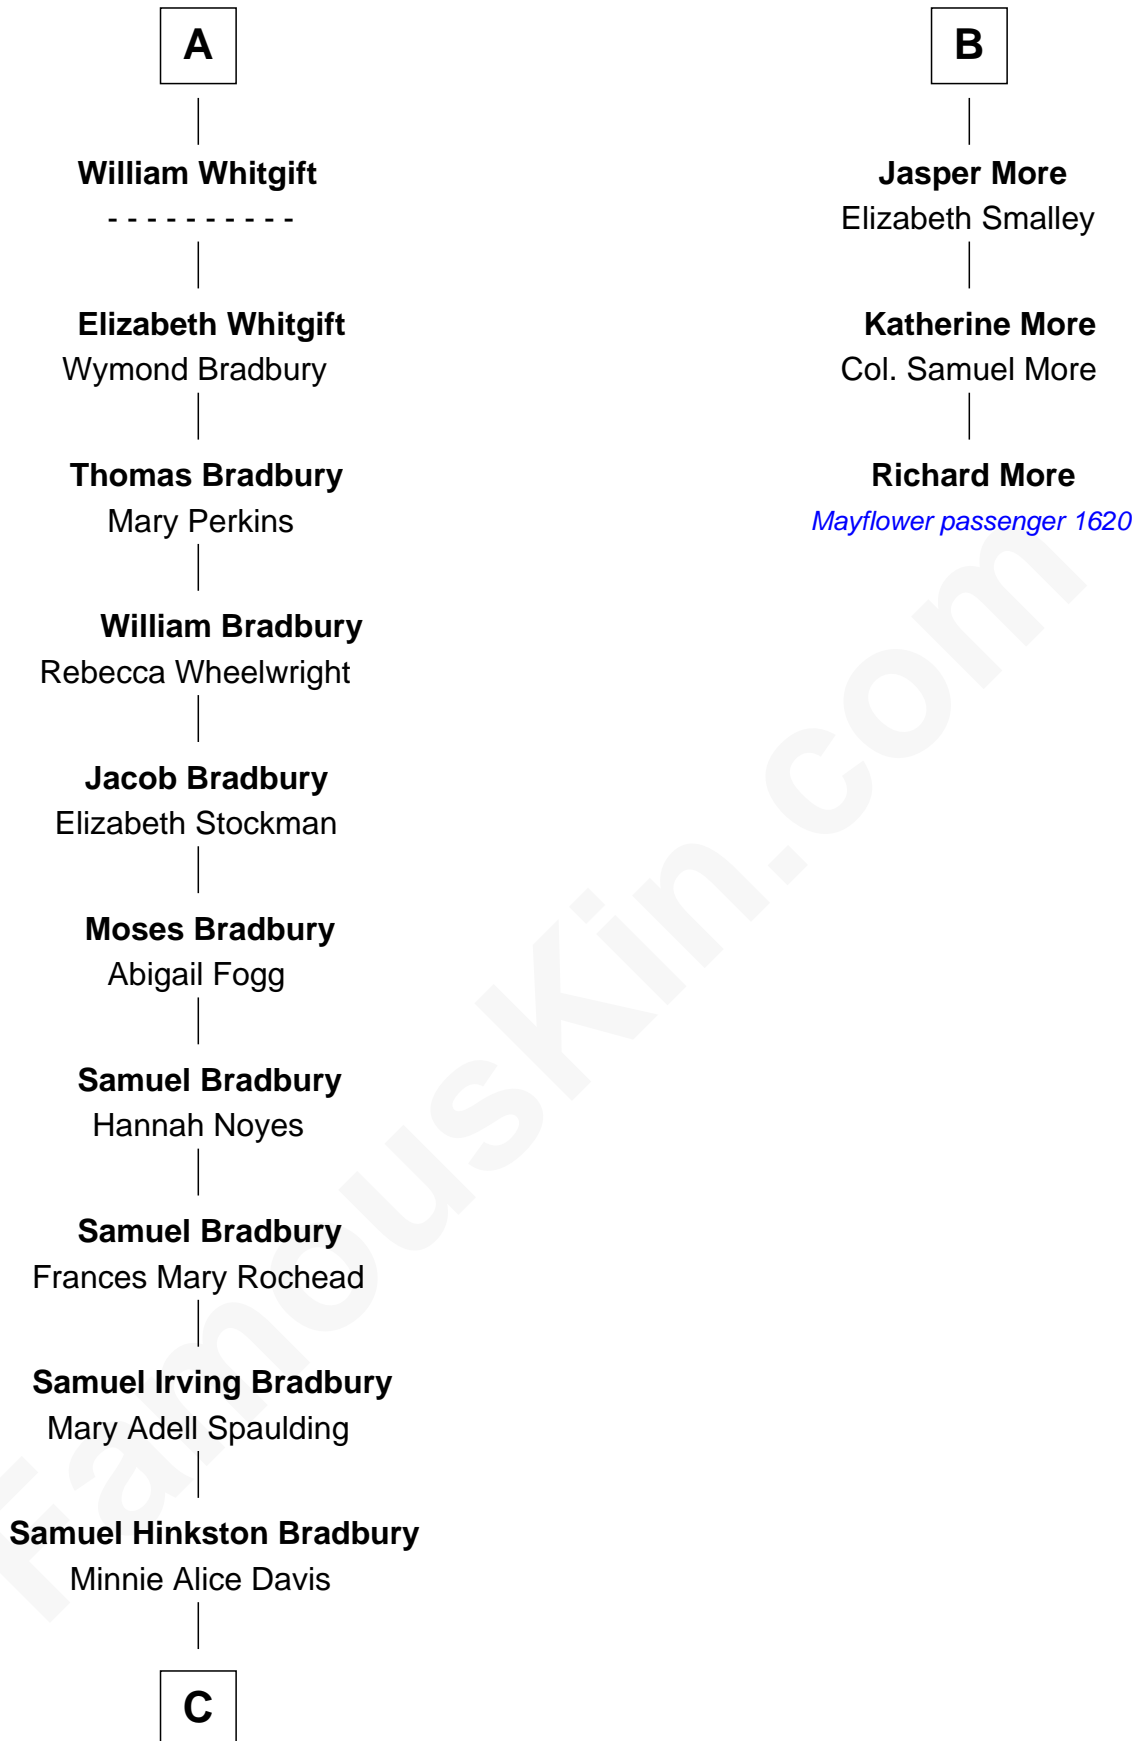 A
William Whitgift
- - - - - - - - - -
Elizabeth Whitgift
Wymond Bradbury
Thomas Bradbury
Mary Perkins
William Bradbury
Rebecca Wheelwright
Jacob Bradbury
Elizabeth Stockman
Moses Bradbury
Abigail Fogg
Samuel Bradbury
Hannah Noyes
Samuel Bradbury
Frances Mary Rochead
Samuel Irving Bradbury
Mary Adell Spaulding
Samuel Hinkston Bradbury
Minnie Alice Davis
C
B
Jasper More
Elizabeth Smalley
Katherine More
Col. Samuel More
Richard More
Mayflower passenger 1620
FamousKin.com